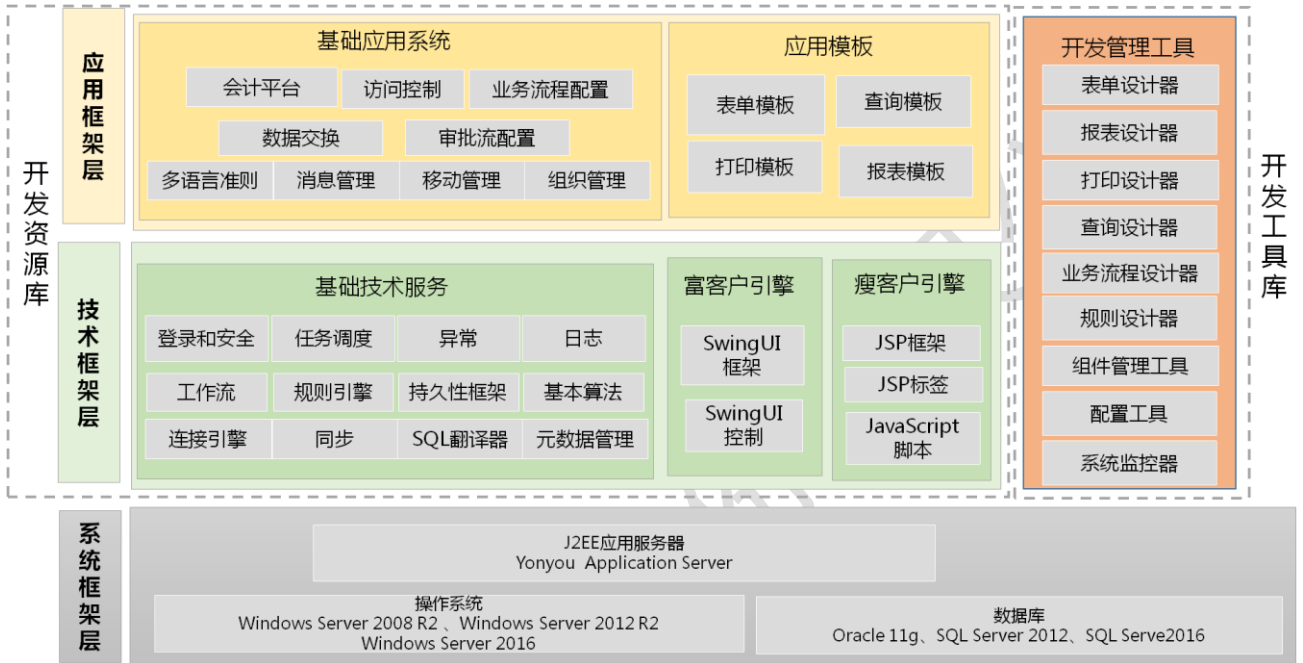 开发资源库
应用框架层
基础应用系统
会计平台
访问控制
业务流程配置
数据交换
审批流配置
多语言准则
消息管理
移动管理
组织管理
应用模板
表单模板
查询模板
打印模板
报表模板
技术框架层
基础技术服务
登录和安全
任务调度
异常
日志
工作流
规则引擎
持久性框架
基本算法
连接引擎
同步
SQL翻译器
元数据管理
富客户引擎
SwingUI
框架
SwingUI
控制
瘦客户引擎
JSP框架
JSP标签
JavaScript
脚本
开发管理工具
表单设计器
报表设计器
打印设计器
查询设计器
业务流程设计器
规则设计器
组件管理工具
配置工具
系统监控器
开发工具库
系统框架层
J2EE应用服务器
Yonyou Application Server
操作系统
Windows Server 2008 R2 、Windows Server 2012 R2
Windows Server 2016
数据库
Oracle 11g、SQL Server 2012、SQL Serve2016